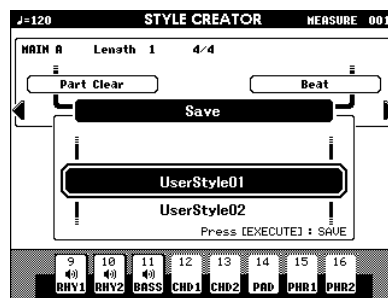 ♩=120 STYLE CREATOR MEASURE 001
MAIN A Length 1 4/4
Part Clear Beat
Save
UserStyle01
UserStyle02
Press [EXECUTE] : SAVE
9 10 11 12 13 14 15 16
RHY1 RHY2 BASS CHD1 CHD2 PAD PHR1 PHR2